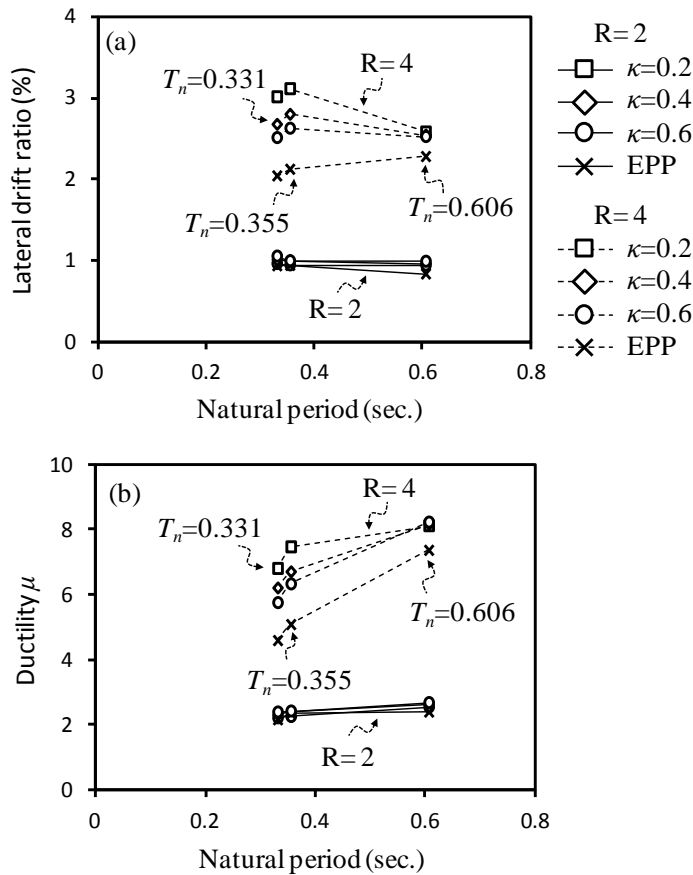 (a)
Lateral drift ratio (%)
4
3
2
1
0
T_n=0.331
R= 4
T_n=0.355
T_n=0.606
R= 2
0
0.2
0.4
0.6
0.8
Natural period (sec.)
R= 2
κ=0.2
κ=0.4
κ=0.6
EPP
R= 4
κ=0.2
κ=0.4
κ=0.6
EPP
(b)
Ductility μ
10
8
6
4
2
0
T_n=0.331
R= 4
T_n=0.606
T_n=0.355
R= 2
0
0.2
0.4
0.6
0.8
Natural period (sec.)